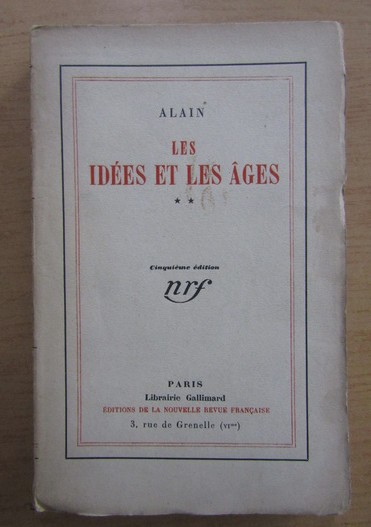 ALAIN
LES
IDÉES ET LES ÂGES
★ ★
Cinquième édition
nrf
PARIS
Librairie Gallimard
ÉDITIONS DE LA NOUVELLE REVUE FRANÇAISE
3, rue de Grenelle (VIme)